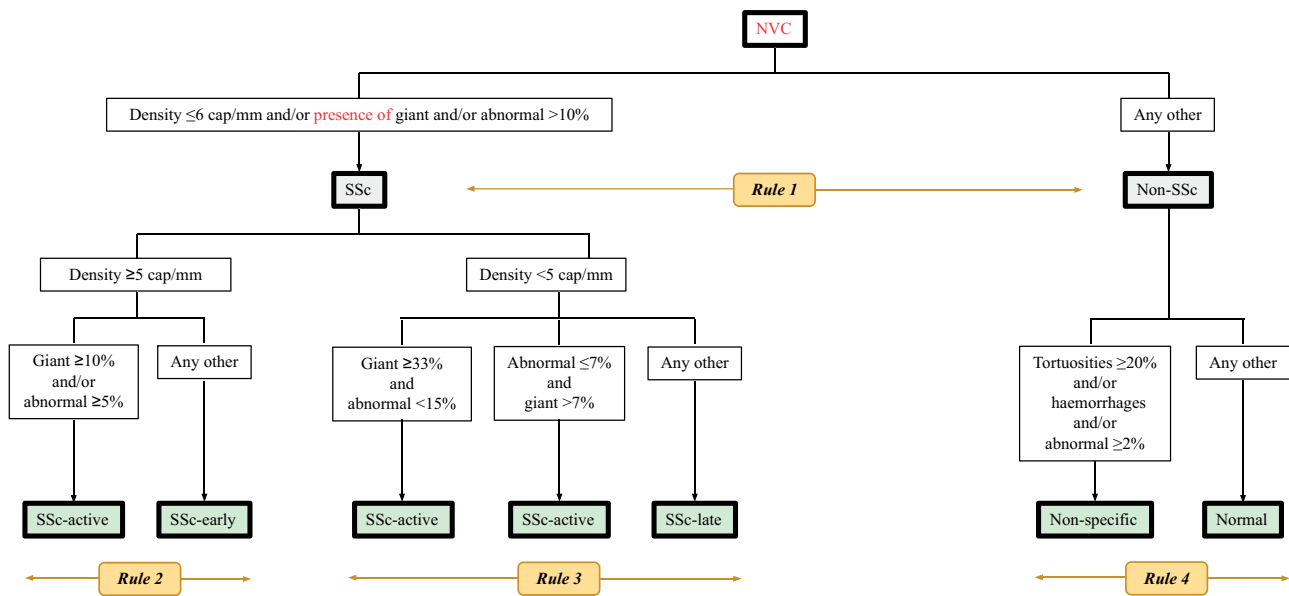 NVC
Density ≤6 cap/mm and/or presence of giant and/or abnormal >10%
Any other
SSc
Rule 1
Non-SSc
Density ≥5 cap/mm
Density <5 cap/mm
Giant ≥10%
and/or
abnormal ≥5%
Any other
Giant ≥33%
and
abnormal <15%
Abnormal ≤7%
and
giant >7%
Any other
Tortuosities ≥20%
and/or
haemorrhages
and/or
abnormal ≥2%
Any other
SSc-active
SSc-early
SSc-active
SSc-active
SSc-late
Non-specific
Normal
Rule 2
Rule 3
Rule 4